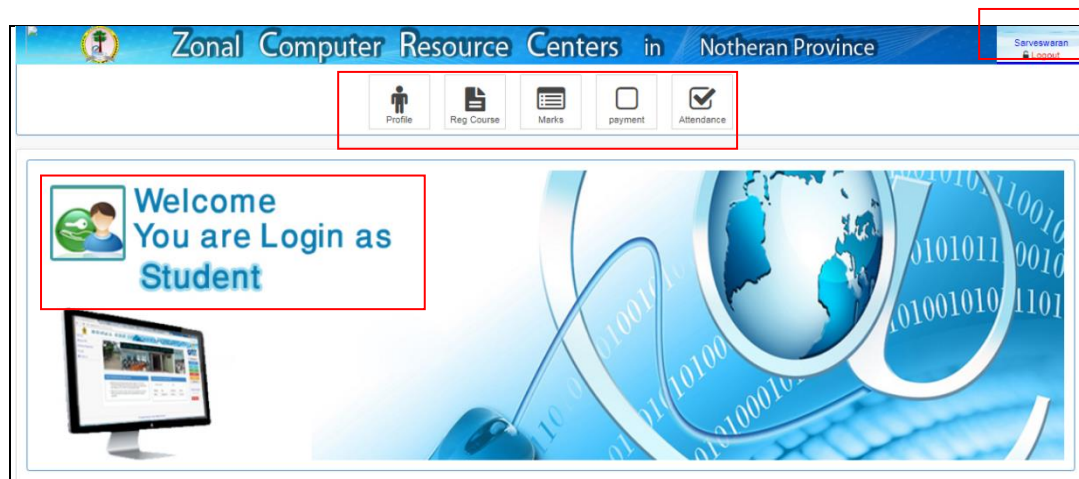 Zonal Computer Resource Centers in Notheran Province
Sarveswaran
Logout
Profile
Reg Course
Marks
payment
Attendance
Welcome
You are Login as
Student